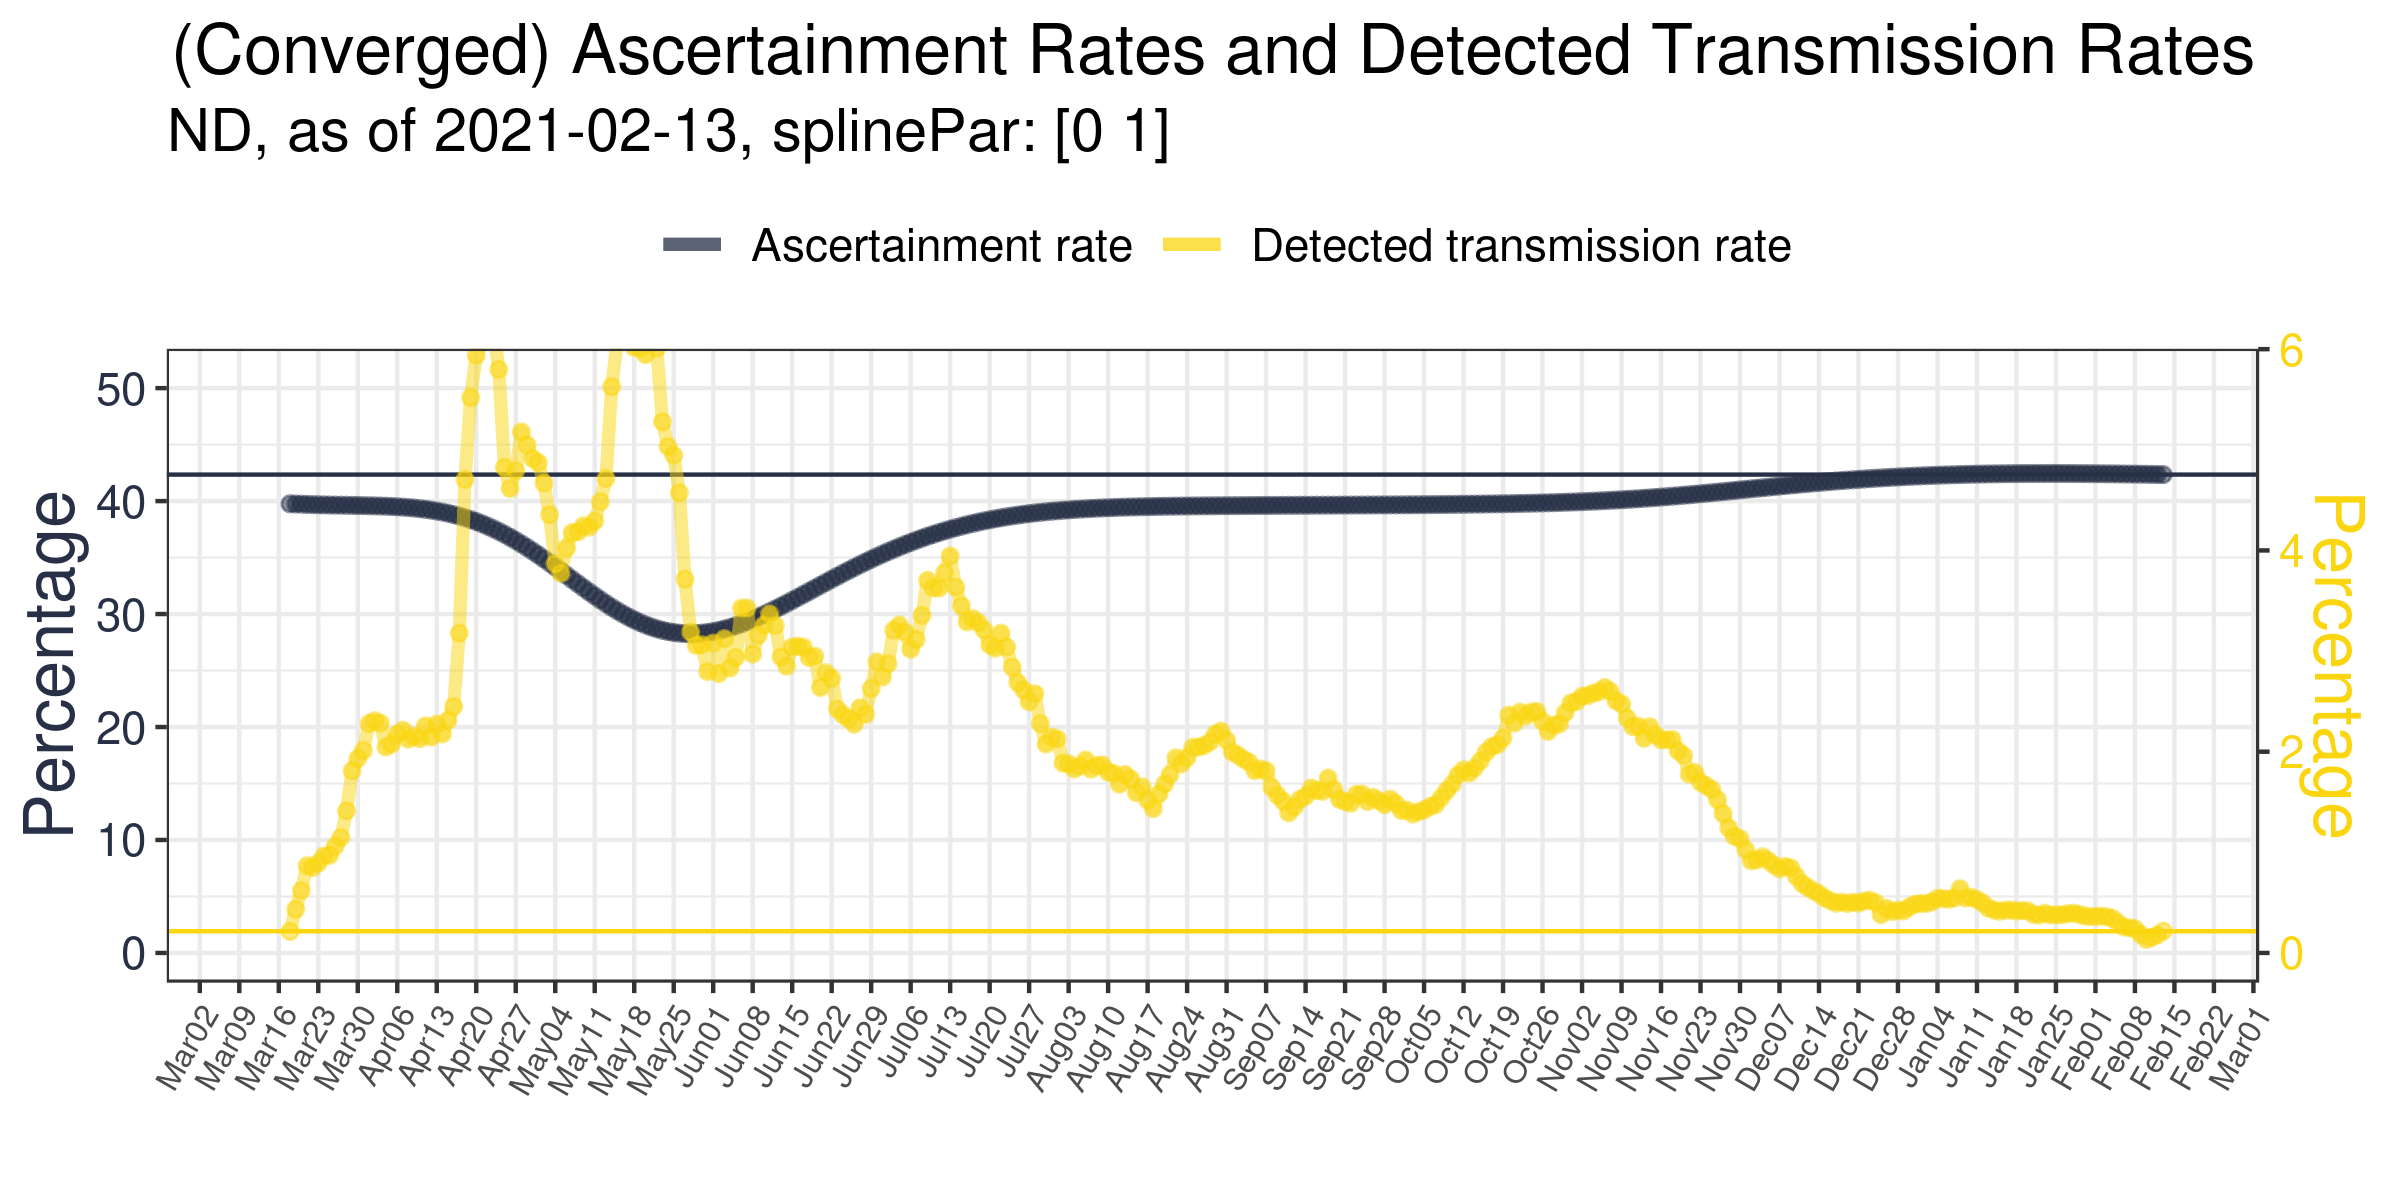 (Converged) Ascertainment Rates and Detected Transmission Rates
ND, as of 2021-02-13, splinePar: [0 1]
Ascertainment rate
Detected transmission rate
Percentage
50
40
30
20
10
0
6
4
2
0
Percentage
Mar02
Mar09
Mar16
Mar23
Mar30
Apr06
Apr13
Apr20
Apr27
May04
May11
May18
May25
Jun01
Jun08
Jun15
Jun22
Jun29
Jul06
Jul13
Jul20
Jul27
Aug03
Aug10
Aug17
Aug24
Aug31
Sep07
Sep14
Sep21
Sep28
Oct05
Oct12
Oct19
Oct26
Nov02
Nov09
Nov16
Nov23
Nov30
Dec07
Dec14
Dec21
Dec28
Jan04
Jan11
Jan18
Jan25
Feb01
Feb08
Feb15
Feb22
Mar01